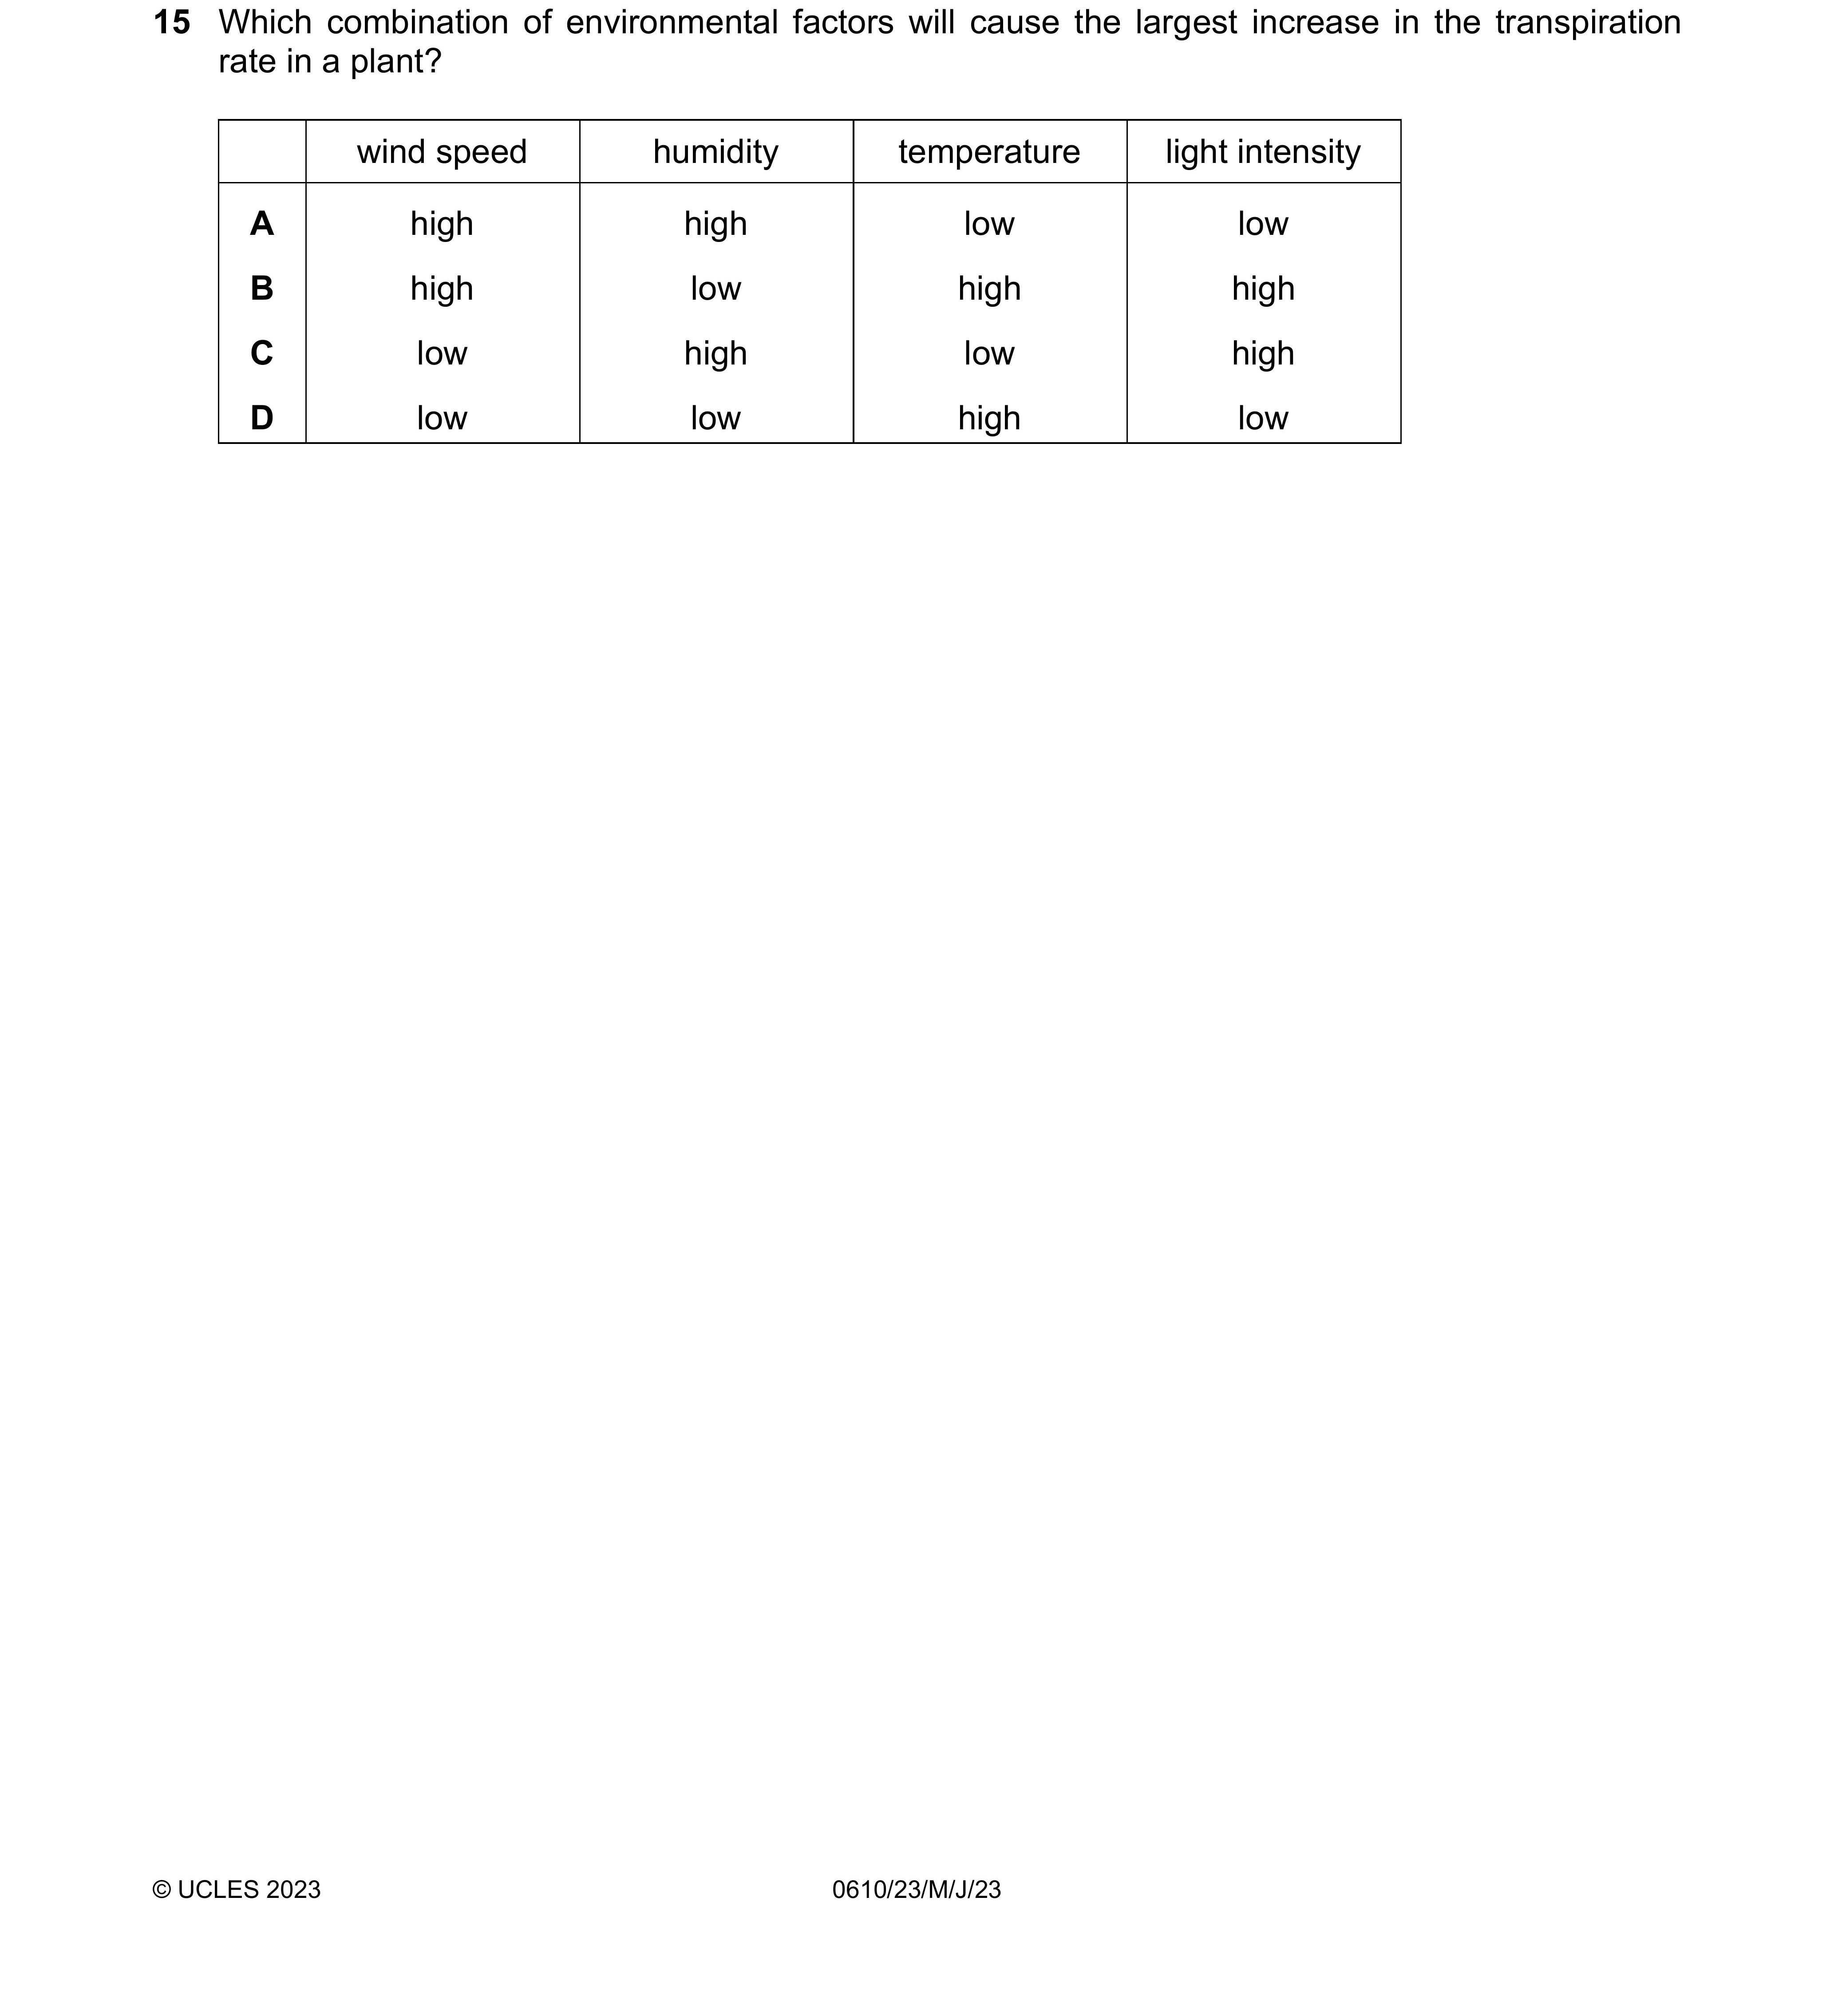 15 Which combination of environmental factors will cause the largest increase in the transpiration
rate in a plant?
wind speed humidity temperature light intensity
A high high low low
B high low high high
C low high low high
D low low high low
© UCLES 2023 0610/23/M/J/23